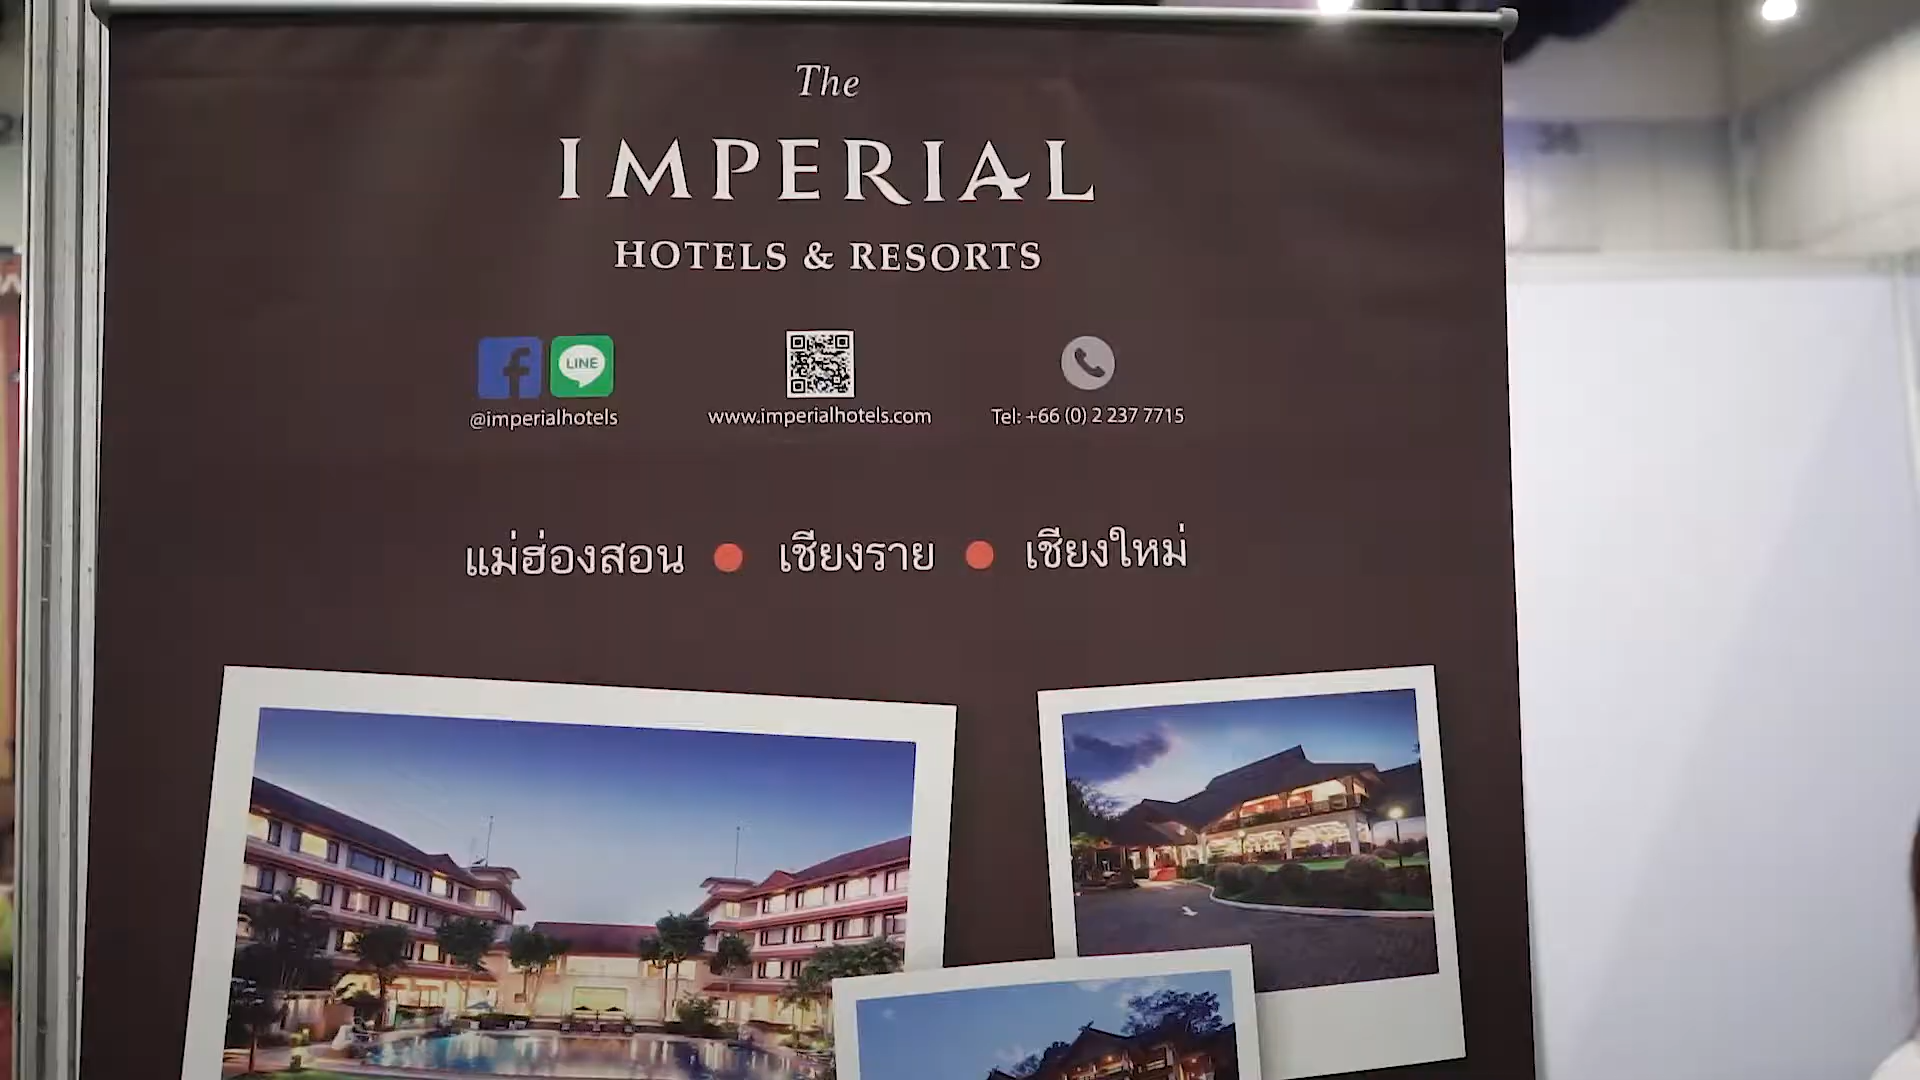 The
IMPERIAL
HOTELS & RESORTS
LINE
@imperialhotels
www.imperialhotels.com
Tel: +66 (0) 2 237 7715
แม่ฮ่องสอน ● เชียงราย ● เชียงใหม่